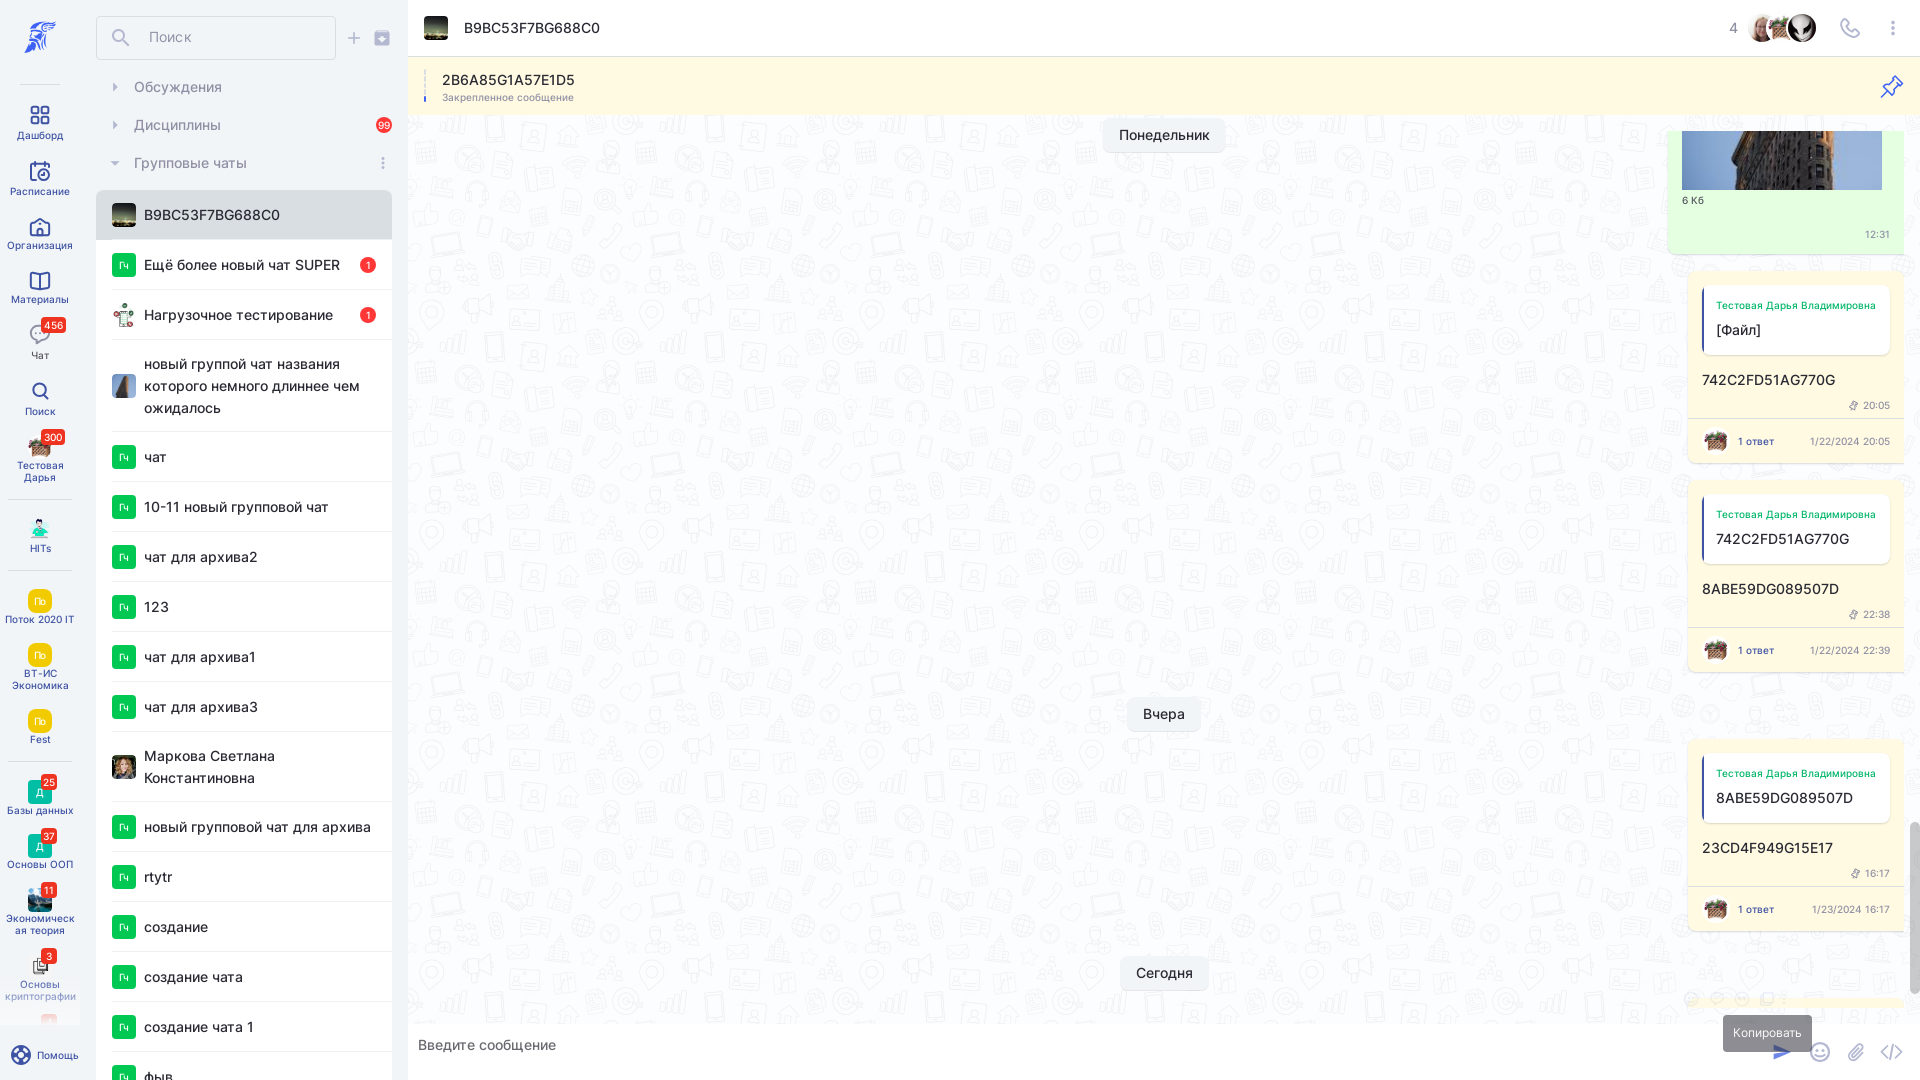 Дашборд
Расписание
Организация
Материалы
456
Чат
Поиск
300
Тестовая
Дарья
HITs
По
Поток 2020 IT
По
ВТ-ИС
Экономика
По
Fest
25
Д
Базы данных
37
Д
Основы ООП
11
Экономическ
ая теория
3
Основы
криптографии
Помощь
Поиск
Обсуждения
Дисциплины
99
Групповые чаты
B9BC53F7BG688C0
Гч
Ещё более новый чат SUPER
1
Нагрузочное тестирование
1
новый группой чат названия
которого немного длиннее чем
ожидалось
Гч
чат
Гч
10-11 новый групповой чат
Гч
чат для архива2
Гч
123
Гч
чат для архива1
Гч
чат для архива3
Маркова Светлана
Константиновна
Гч
новый групповой чат для архива
Гч
rtytr
Гч
создание
Гч
создание чата
Гч
создание чата 1
Гч
фыв
B9BC53F7BG688C0
4
2B6A85G1A57E1D5
Закрепленное сообщение
Понедельник
6 Кб
12:31
Тестовая Дарья Владимировна
[Файл]
742C2FD51AG770G
20:05
1 ответ
1/22/2024 20:05
Тестовая Дарья Владимировна
742C2FD51AG770G
8ABE59DG089507D
22:38
1 ответ
1/22/2024 22:39
Вчера
Тестовая Дарья Владимировна
8ABE59DG089507D
23CD4F949G15E17
16:17
1 ответ
1/23/2024 16:17
Сегодня
Копировать
Введите сообщение